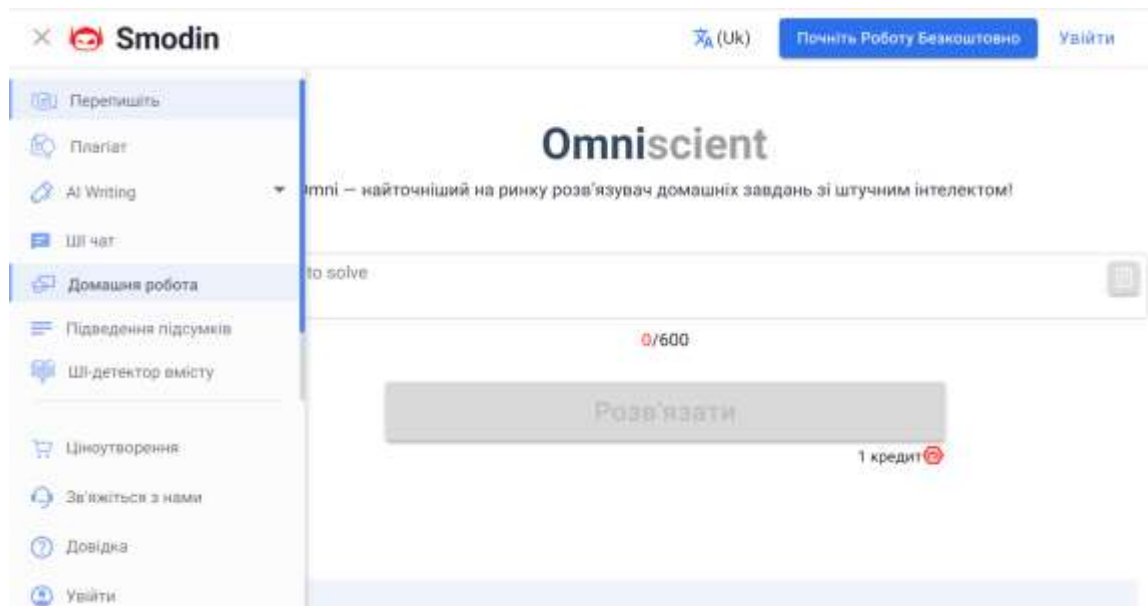 Smodin
(Uk)
Почніть Роботу Безкоштовно
Увійти
Перепишіть
Плагіат
AI Writing
ШІ чат
Домашня робота
Підведення підсумків
ШІ-детектор вмісту
Ціноутворення
Зв'яжіться з нами
Довідка
Увійти
Omniscient
Omni — найточніший на ринку розв'язувач домашніх завдань зі штучним інтелектом!
to solve
0/600
Розв'язати
1 кредит